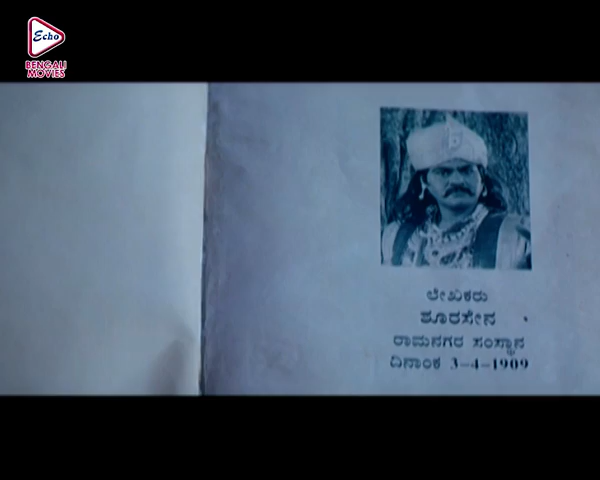 Echo
BENGALI
MOVIES
ಲೇಖಕರು
ಶೂರಸೇನ
ರಾಮನಗರ ಸಂಸ್ಥಾನ
ದಿನಾಂಕ 3-4-1909